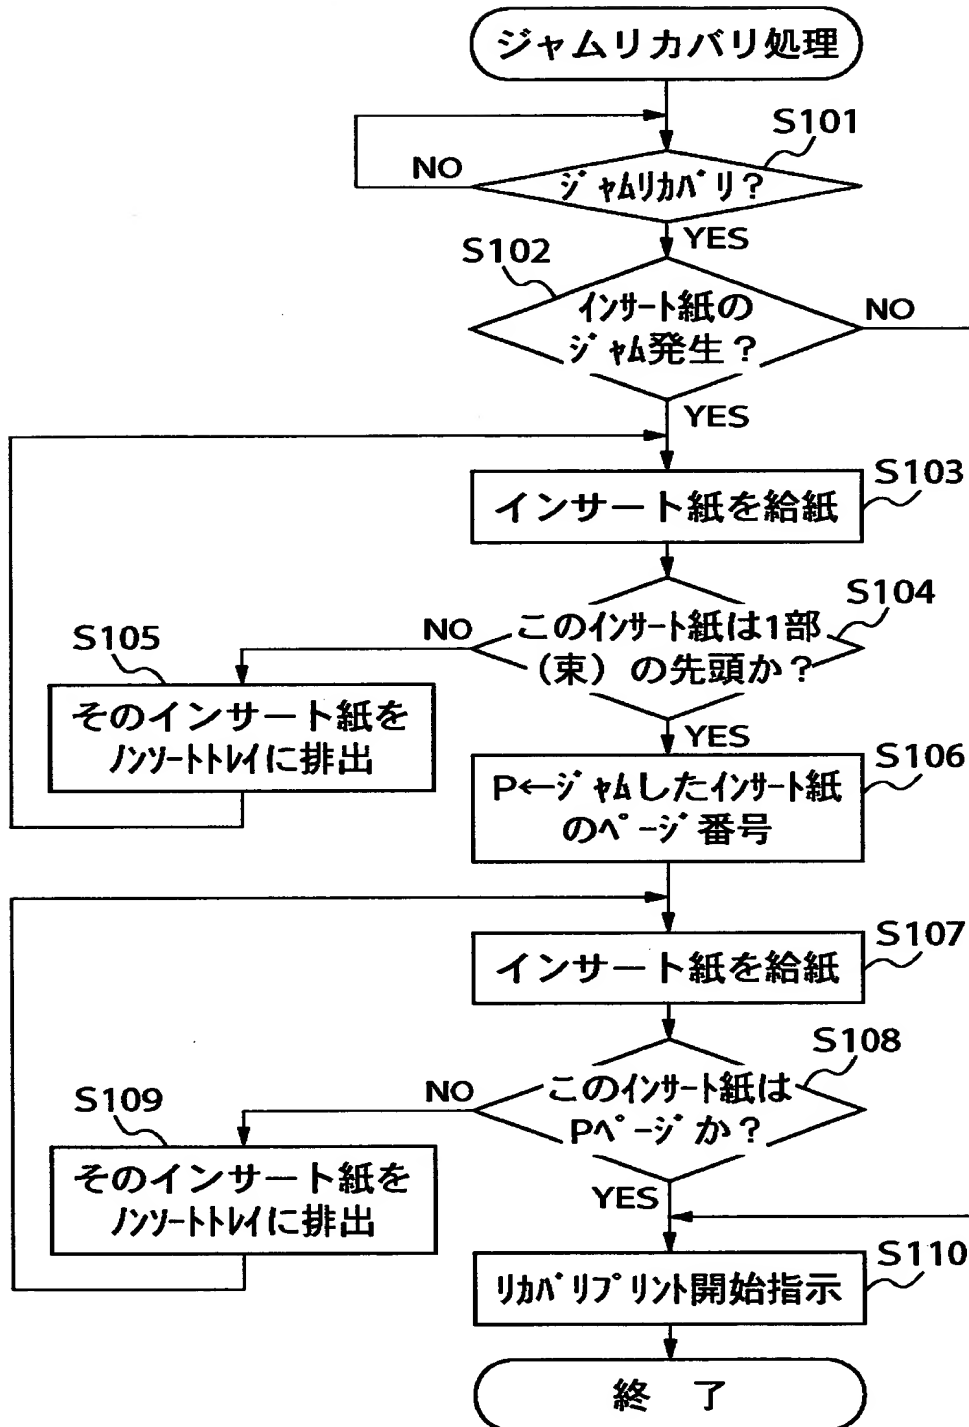 ジャムリカバリ処理
S101
NO
ｼﾞｬﾑﾘｶﾊﾞﾘ?
YES
S102
ｲﾝｻｰﾄ紙の
ｼﾞｬﾑ発生?
NO
YES
S103
インサート紙を給紙
S104
NO
このｲﾝｻｰﾄ紙は1部
(束)の先頭か?
S105
そのインサート紙を
ﾉﾝｿｰﾄﾄﾚｲに排出
YES
S106
P←ｼﾞｬﾑしたｲﾝｻｰﾄ紙
のﾍﾟｰｼﾞ番号
S107
インサート紙を給紙
S108
NO
このｲﾝｻｰﾄ紙は
Pﾍﾟｰｼﾞか?
S109
そのインサート紙を
ﾉﾝｿｰﾄﾄﾚｲに排出
YES
S110
ﾘｶﾊﾞﾘﾌﾟﾘﾝﾄ開始指示
終 了